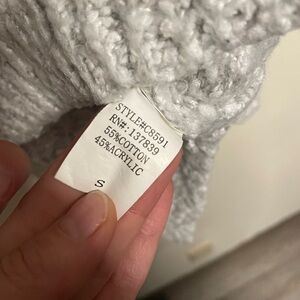 STYLE#C8591
RN#:137839
55%COTTON
45%ACRYLIC
S